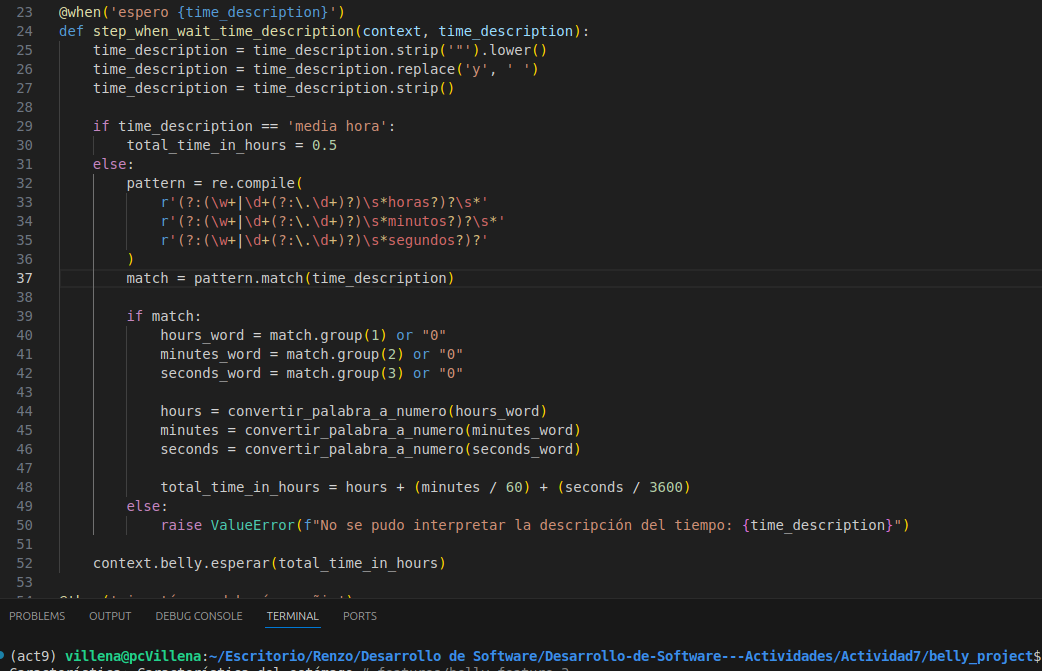 23 @when('espero {time_description}')
24 def step_when_wait_time_description(context, time_description):
25     time_description = time_description.strip('"').lower()
26     time_description = time_description.replace('y', ' ')
27     time_description = time_description.strip()
28
29     if time_description == 'media hora':
30         total_time_in_hours = 0.5
31     else:
32         pattern = re.compile(
33             r'(?:(\w+|\d+(?:\.\d+)?)\s*horas?)?\s*'
34             r'(?:(\w+|\d+(?:\.\d+)?)\s*minutos?)?\s*'
35             r'(?:(\w+|\d+(?:\.\d+)?)\s*segundos?)?'
36         )
37         match = pattern.match(time_description)
38
39         if match:
40             hours_word = match.group(1) or "0"
41             minutes_word = match.group(2) or "0"
42             seconds_word = match.group(3) or "0"
43
44             hours = convertir_palabra_a_numero(hours_word)
45             minutes = convertir_palabra_a_numero(minutes_word)
46             seconds = convertir_palabra_a_numero(seconds_word)
47
48             total_time_in_hours = hours + (minutes / 60) + (seconds / 3600)
49         else:
50             raise ValueError(f"No se pudo interpretar la descripción del tiempo: {time_description}")
51
52     context.belly.esperar(total_time_in_hours)
53
PROBLEMS OUTPUT DEBUG CONSOLE TERMINAL PORTS
(act9) villena@pcVillena:~/Escritorio/Renzo/Desarrollo de Software/Desarrollo-de-Software---Actividades/Actividad7/belly_project$